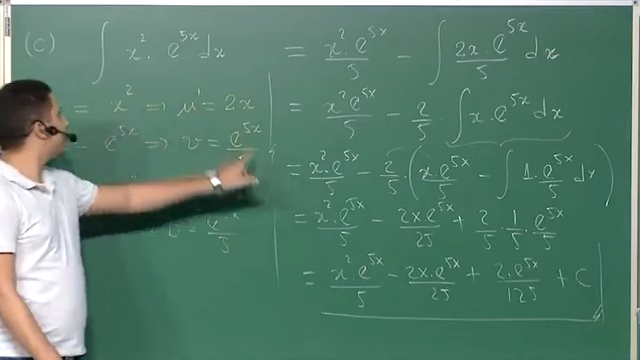 (c) ∫ x² · e^{5x} dx = x² · e^{5x}/5 − ∫ 2x · e^{5x}/5 dx
= x² ⟹ u' = 2x
= x² · e^{5x}/5 − 2/5 · ∫ x · e^{5x} dx
e^{5x} ⟹ v = e^{5x}/
= x² · e^{5x}/5 − 2/5 · (x · e^{5x}/5 − ∫ 1 · e^{5x}/5 dx)
v = e^{5x}/5
= x² · e^{5x}/5 − 2x e^{5x}/25 + 2/5 · 1/5 · e^{5x}/5
= x² e^{5x}/5 − 2x · e^{5x}/25 + 2 · e^{5x}/125 + C